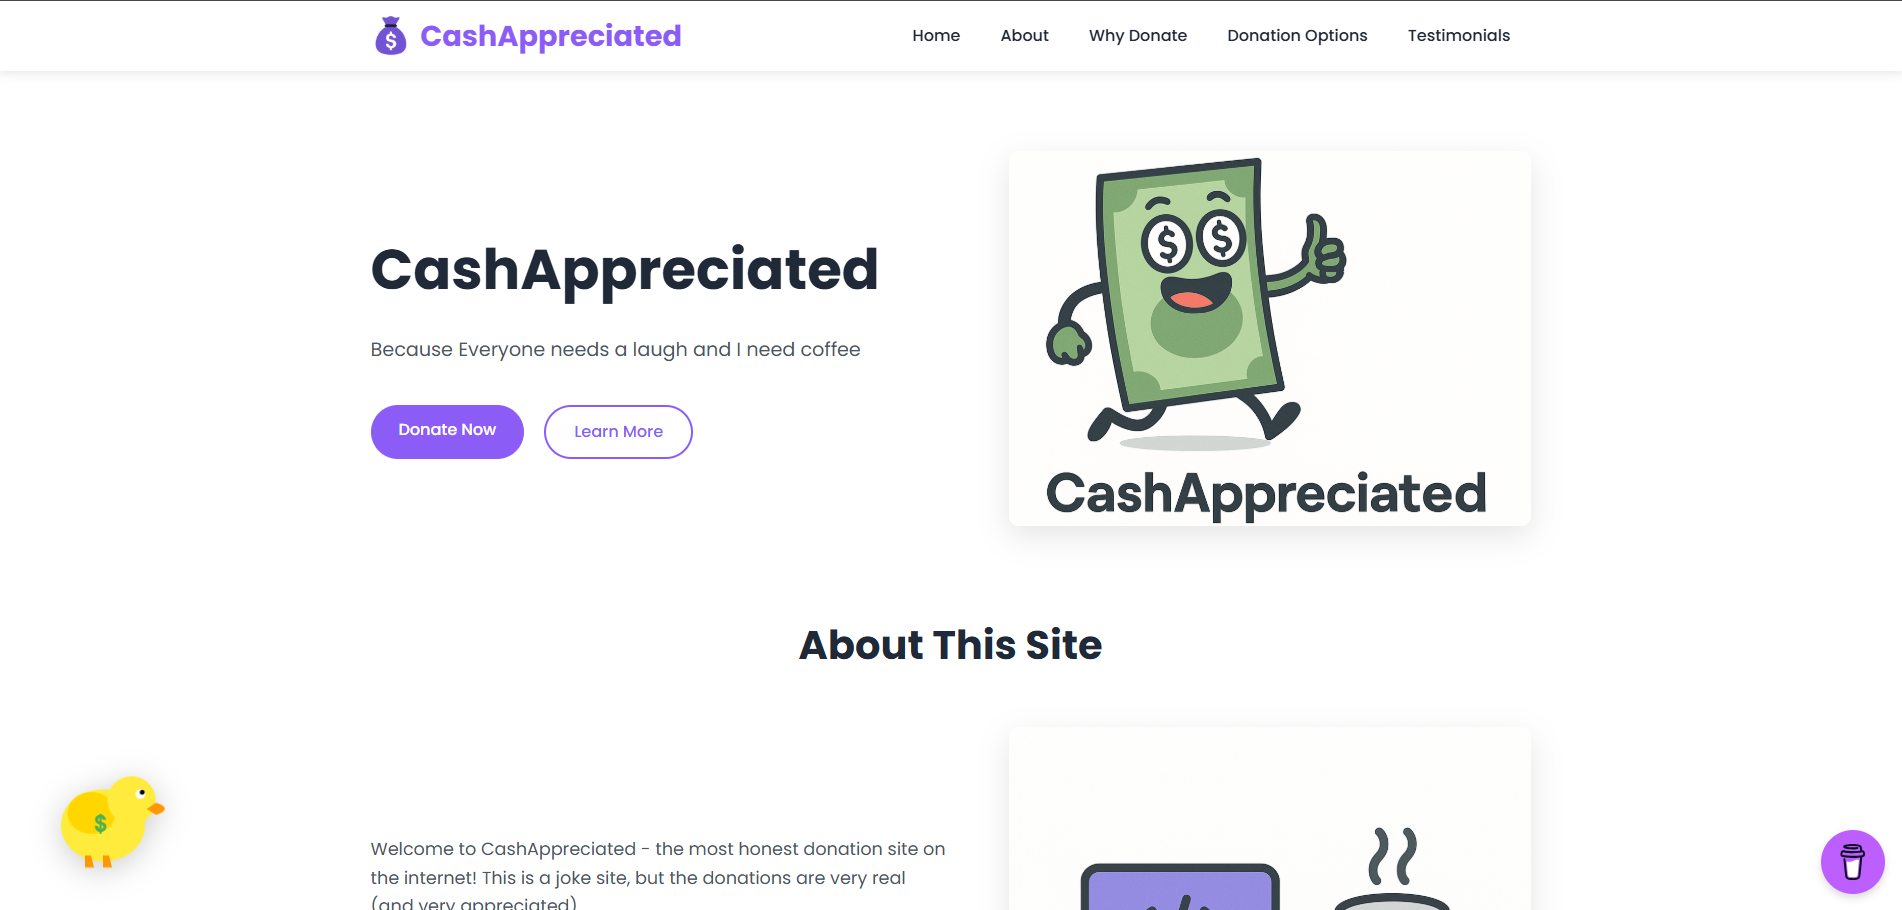 CashAppreciated
Home About Why Donate Donation Options Testimonials
CashAppreciated
Because Everyone needs a laugh and I need coffee
Donate Now Learn More
$ $
CashAppreciated
About This Site
Welcome to CashAppreciated - the most honest donation site on
the internet! This is a joke site, but the donations are very real
(and very appreciated)
$